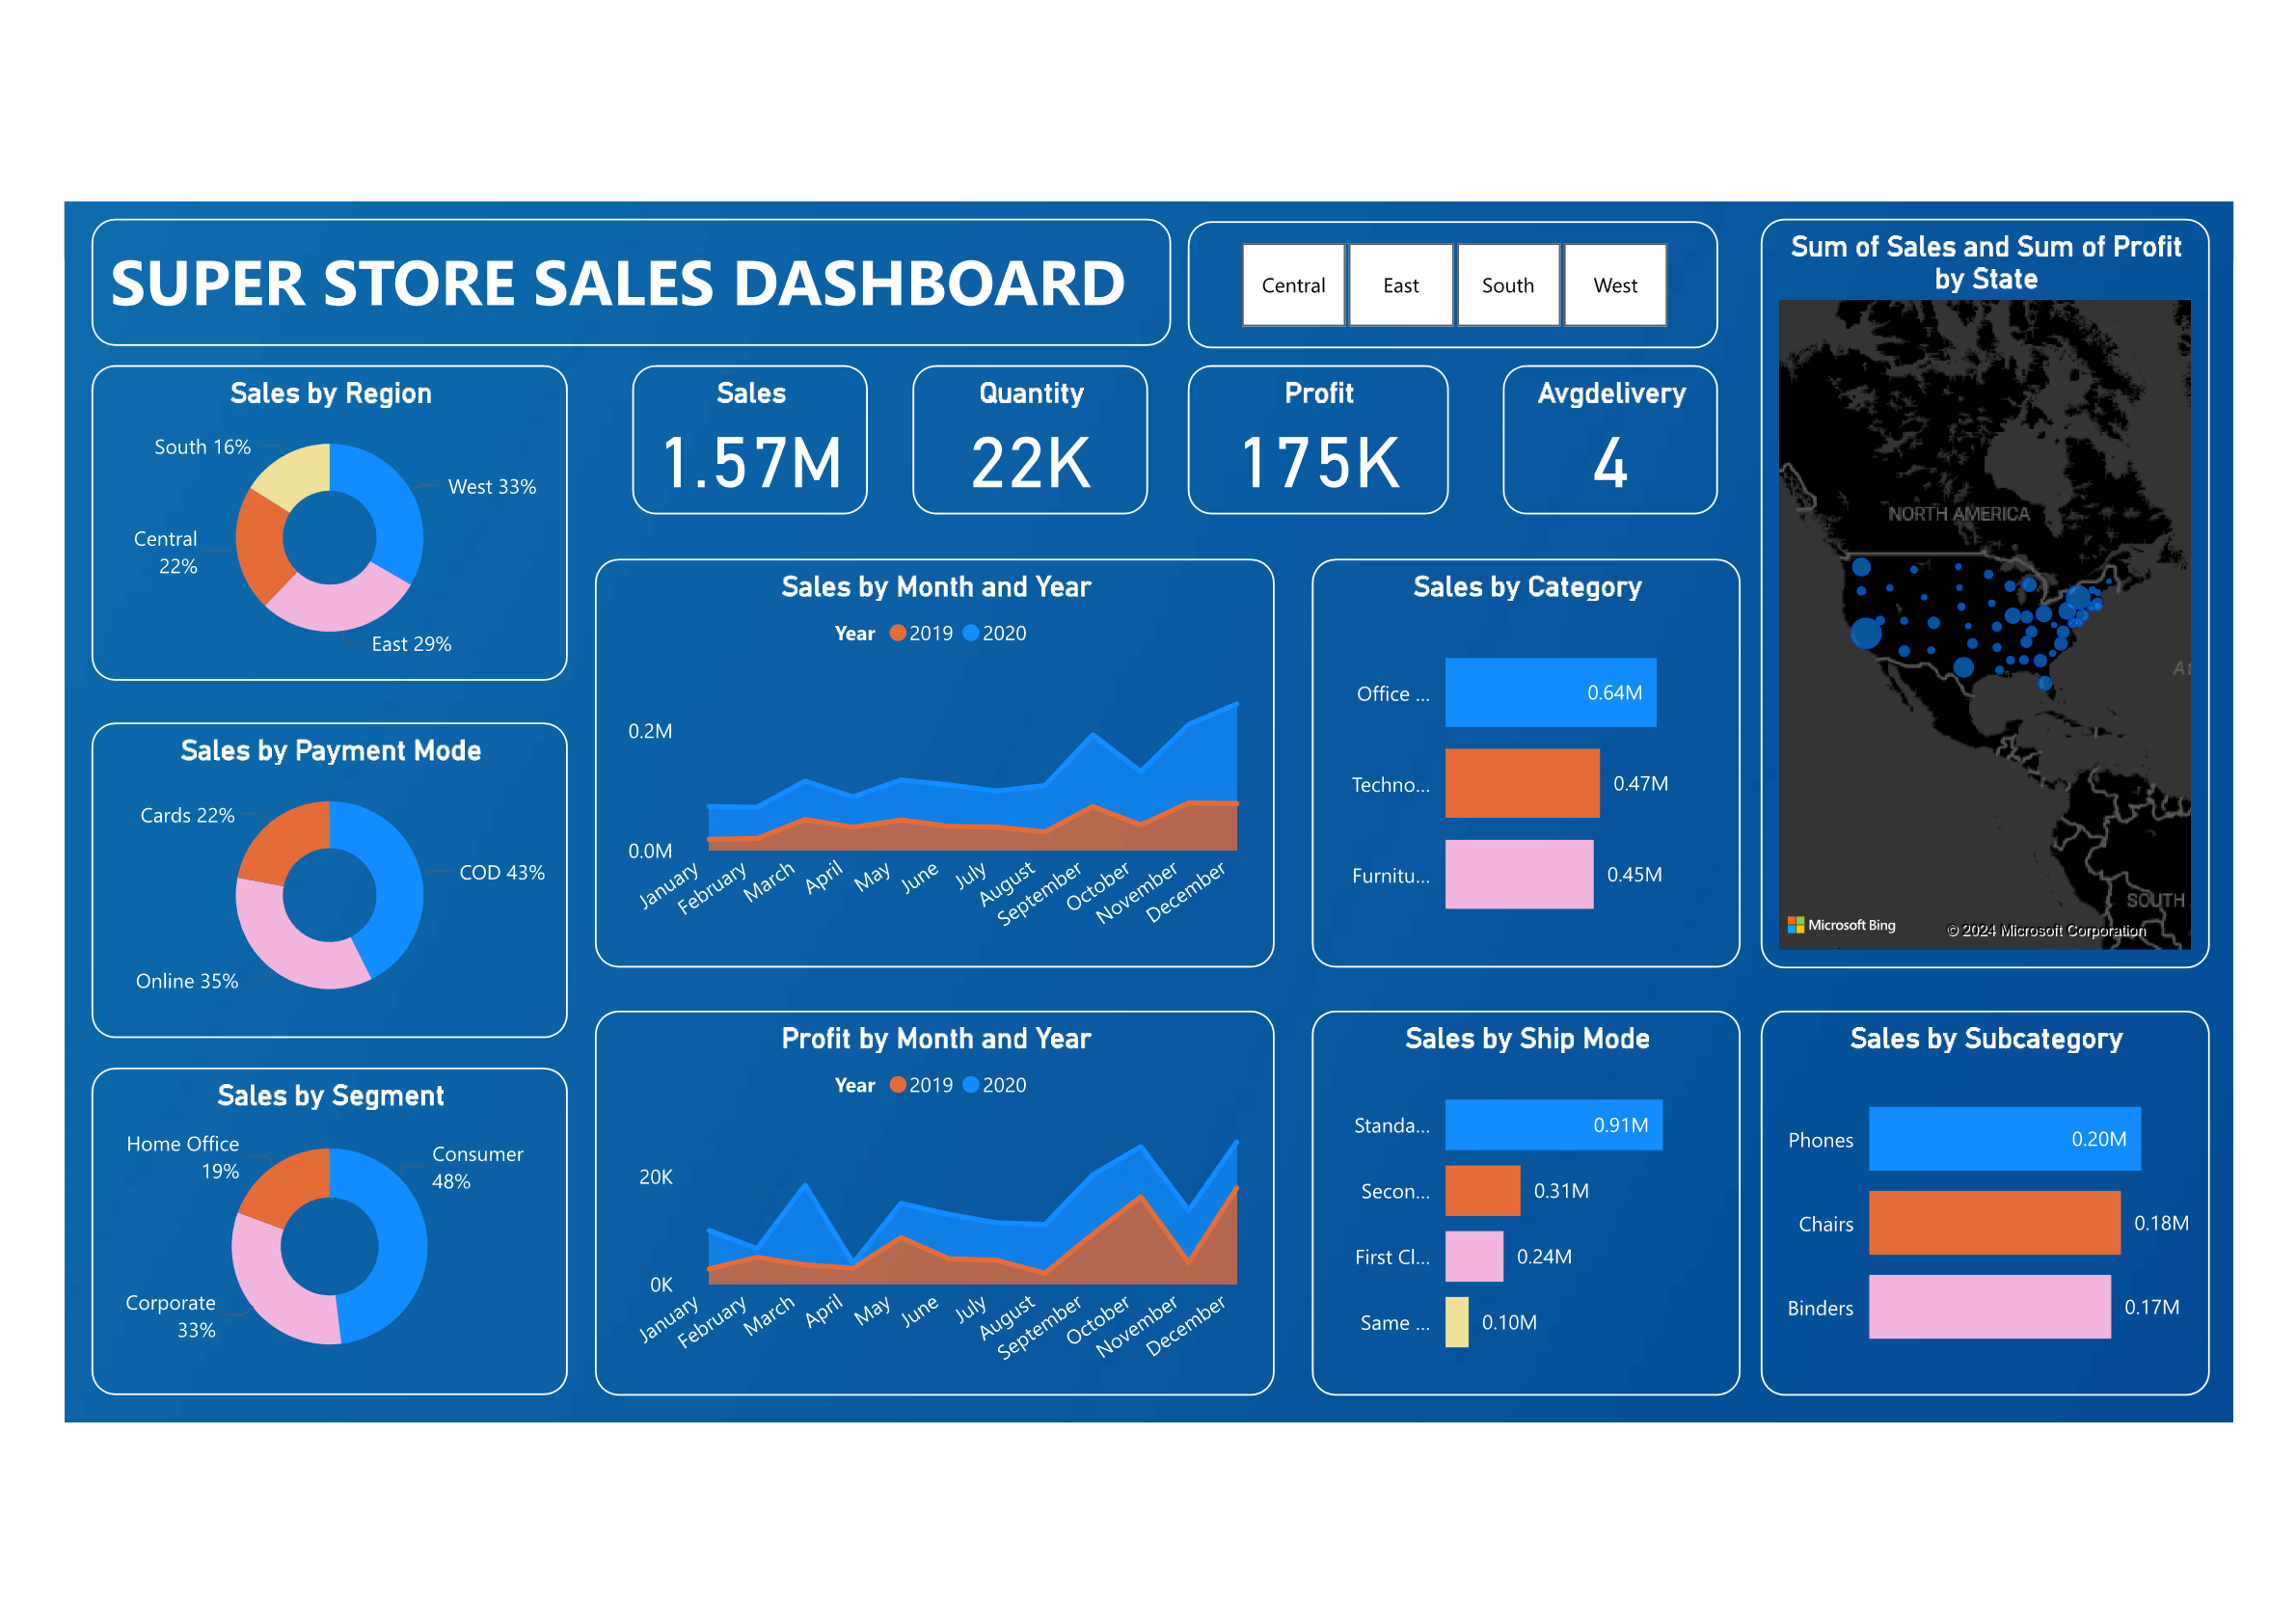 SUPER STORE SALES DASHBOARD
Central
East
South
West
Sum of Sales and Sum of Profit
by State
NORTH AMERICA
At
SOUTH
Microsoft Bing
© 2024 Microsoft Corporation
Sales by Region
South 16%
West 33%
Central
22%
East 29%
Sales
1.57M
Quantity
22K
Profit
175K
Avgdelivery
4
Sales by Payment Mode
Cards 22%
COD 43%
Online 35%
Sales by Month and Year
Year 2019 2020
0.2M
0.0M
January
February
March
April
May
June
July
August
September
October
November
December
Sales by Category
Office ...
0.64M
Techno...
0.47M
Furnitu...
0.45M
Sales by Segment
Home Office
19%
Consumer
48%
Corporate
33%
Profit by Month and Year
Year 2019 2020
20K
0K
January
February
March
April
May
June
July
August
September
October
November
December
Sales by Ship Mode
Standa...
0.91M
Secon...
0.31M
First Cl...
0.24M
Same ...
0.10M
Sales by Subcategory
Phones
0.20M
Chairs
0.18M
Binders
0.17M